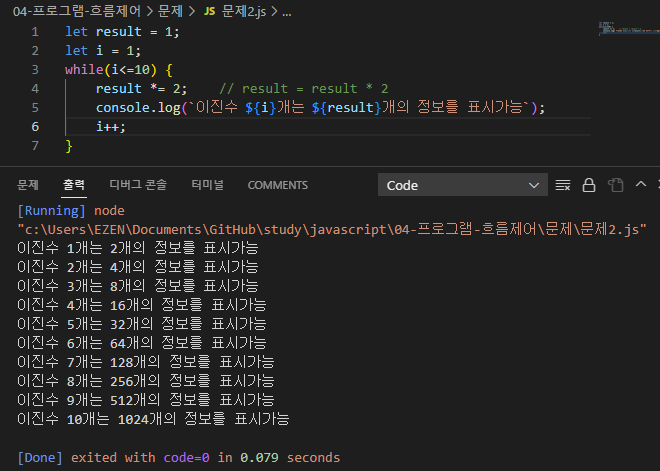 04-프로그램-흐름제어 > 문제 > JS 문제2.js > ...
1 let result = 1;
2 let i = 1;
3 while(i<=10) {
4 result *= 2; // result = result * 2
5 console.log(`이진수 ${i}개는 ${result}개의 정보를 표시가능`);
6 i++;
7 }
문제 출력 디버그 콘솔 터미널 COMMENTS Code
[Running] node
"c:\Users\EZEN\Documents\GitHub\study\javascript\04-프로그램-흐름제어\문제\문제2.js"
이진수 1개는 2개의 정보를 표시가능
이진수 2개는 4개의 정보를 표시가능
이진수 3개는 8개의 정보를 표시가능
이진수 4개는 16개의 정보를 표시가능
이진수 5개는 32개의 정보를 표시가능
이진수 6개는 64개의 정보를 표시가능
이진수 7개는 128개의 정보를 표시가능
이진수 8개는 256개의 정보를 표시가능
이진수 9개는 512개의 정보를 표시가능
이진수 10개는 1024개의 정보를 표시가능
[Done] exited with code=0 in 0.079 seconds